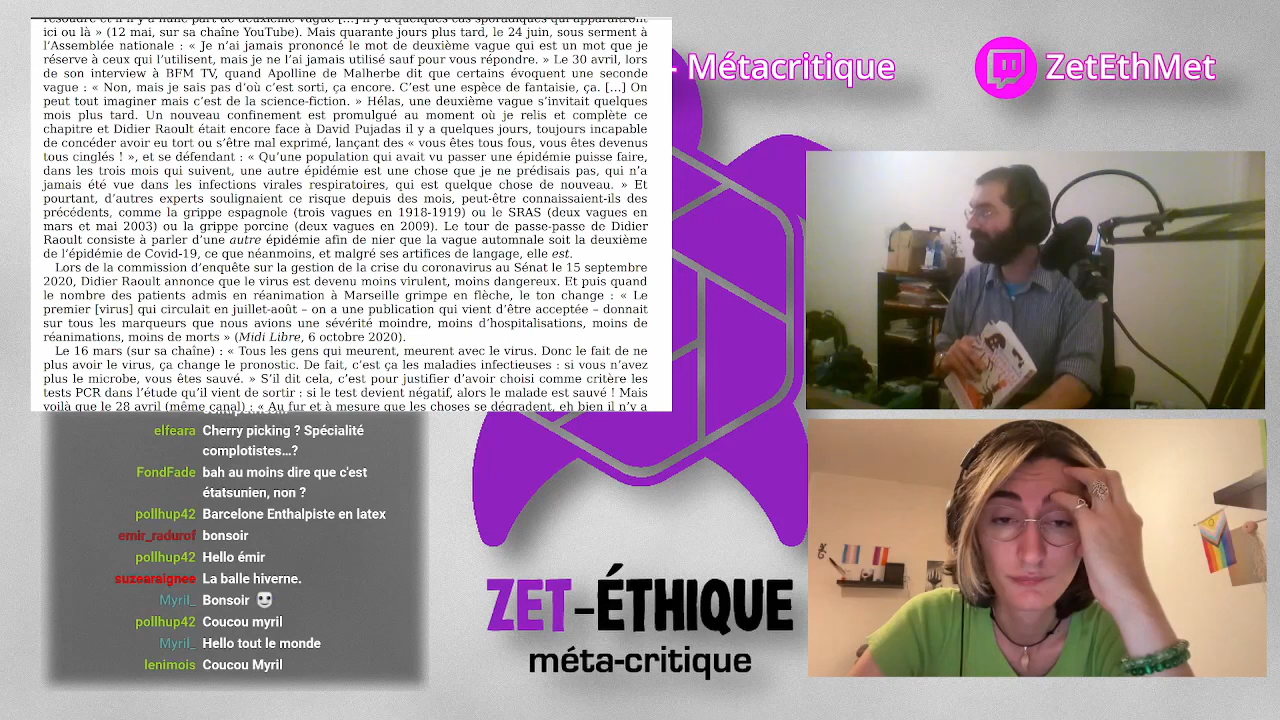 résoudre et il n'y a nulle part de deuxième vague […] il y a quelques cas sporadiques qui apparaîtront
ici ou là » (12 mai, sur sa chaîne YouTube). Mais quarante jours plus tard, le 24 juin, sous serment à
l'Assemblée nationale : « Je n'ai jamais prononcé le mot de deuxième vague qui est un mot que je
réserve à ceux qui l'utilisent, mais je ne l'ai jamais utilisé sauf pour vous répondre. » Le 30 avril, lors
de son interview à BFM TV, quand Apolline de Malherbe dit que certains évoquent une seconde
vague : « Non, mais je sais pas d'où c'est sorti, ça encore. C'est une espèce de fantaisie, ça. […] On
peut tout imaginer mais c'est de la science-fiction. » Hélas, une deuxième vague s'invitait quelques
mois plus tard. Un nouveau confinement est promulgué au moment où je relis et complète ce
chapitre et Didier Raoult était encore face à David Pujadas il y a quelques jours, toujours incapable
de concéder avoir eu tort ou s'être mal exprimé, lançant des « vous êtes tous fous, vous êtes devenus
tous cinglés ! », et se défendant : « Qu'une population qui avait vu passer une épidémie puisse faire,
dans les trois mois qui suivent, une autre épidémie est une chose que je ne prédisais pas, qui n'a
jamais été vue dans les infections virales respiratoires, qui est quelque chose de nouveau. » Et
pourtant, d'autres experts soulignaient ce risque depuis des mois, peut-être connaissaient-ils des
précédents, comme la grippe espagnole (trois vagues en 1918-1919) ou le SRAS (deux vagues en
mars et mai 2003) ou la grippe porcine (deux vagues en 2009). Le tour de passe-passe de Didier
Raoult consiste à parler d'une autre épidémie afin de nier que la vague automnale soit la deuxième
de l'épidémie de Covid-19, ce que néanmoins, et malgré ses artifices de langage, elle est.
Lors de la commission d'enquête sur la gestion de la crise du coronavirus au Sénat le 15 septembre
2020, Didier Raoult annonce que le virus est devenu moins virulent, moins dangereux. Et puis quand
le nombre des patients admis en réanimation à Marseille grimpe en flèche, le ton change : « Le
premier [virus] qui circulait en juillet-août – on a une publication qui vient d'être acceptée – donnait
sur tous les marqueurs que nous avions une sévérité moindre, moins d'hospitalisations, moins de
réanimations, moins de morts » (Midi Libre, 6 octobre 2020).
Le 16 mars (sur sa chaîne) : « Tous les gens qui meurent, meurent avec le virus. Donc le fait de ne
plus avoir le virus, ça change le pronostic. De fait, c'est ça les maladies infectieuses : si vous n'avez
plus le microbe, vous êtes sauvé. » S'il dit cela, c'est pour justifier d'avoir choisi comme critère les
tests PCR dans l'étude qu'il vient de sortir : si le test devient négatif, alors le malade est sauvé ! Mais
voilà que le 28 avril (même canal) : « Au fur et à mesure que les choses se dégradent, eh bien il n'y a
- Métacritique
ZetEthMet
elfeara Cherry picking ? Spécialité
complotistes…?
FondFade bah au moins dire que c'est
étatsunien, non ?
pollhup42 Barcelone Enthalpiste en latex
emir_radurof bonsoir
pollhup42 Hello émir
suzearaignee La balle hiverne.
Myril_ Bonsoir
pollhup42 Coucou myril
Myril_ Hello tout le monde
lenimois Coucou Myril
ZET-ÉTHIQUE
méta-critique